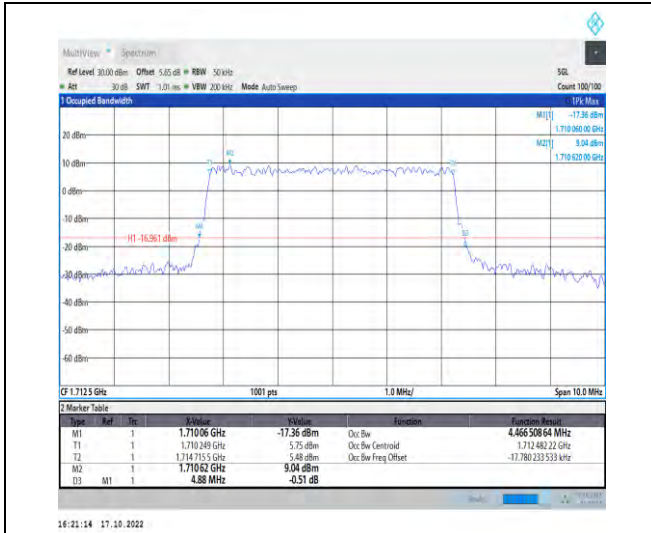 MultiView Spectrum
Ref Level 30.00 dBm Offset 5.65 dB RBW 50 kHz SGL
Att 30 dB SWT 1.01 ms VBW 200 kHz Mode Auto Sweep Count 100/100
1 Occupied Bandwidth 1Pk Max
M1[1] -17.36 dBm
1.710 060 00 GHz
M2[1] 9.04 dBm
1.710 620 00 GHz
20 dBm
10 dBm
0 dBm
-10 dBm
H1 -16.961 dBm
-20 dBm
-30 dBm
-40 dBm
-50 dBm
-60 dBm
M2
T1
CF 1.7125 GHz 1001 pts 1.0 MHz/ Span 10.0 MHz
2 Marker Table
Type Ref Trc X-Value Y-Value Function Function Result
M1 1 1.71006 GHz -17.36 dBm Occ Bw 4.466 508 64 MHz
T1 1 1.710 249 GHz 5.75 dBm Occ Bw Centroid 1.712 482 22 GHz
T2 1 1.714 715 5 GHz 5.48 dBm Occ Bw Freq Offset -17.780 233 533 kHz
M2 1 1.71062 GHz 9.04 dBm
D3 M1 1 4.88 MHz -0.51 dB
16:21:14 17.10.2022